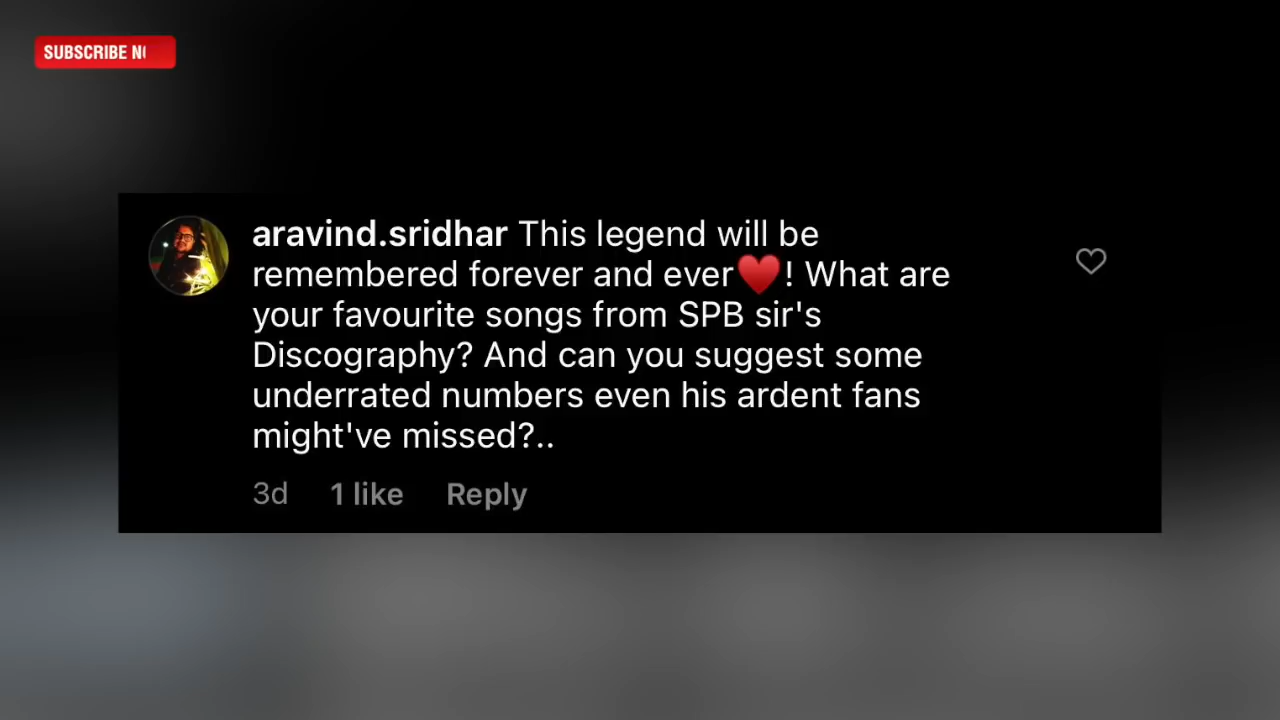 SUBSCRIBE N
aravind.sridhar This legend will be
remembered forever and ever♥️! What are
your favourite songs from SPB sir's
Discography? And can you suggest some
underrated numbers even his ardent fans
might've missed?..
3d 1 like Reply